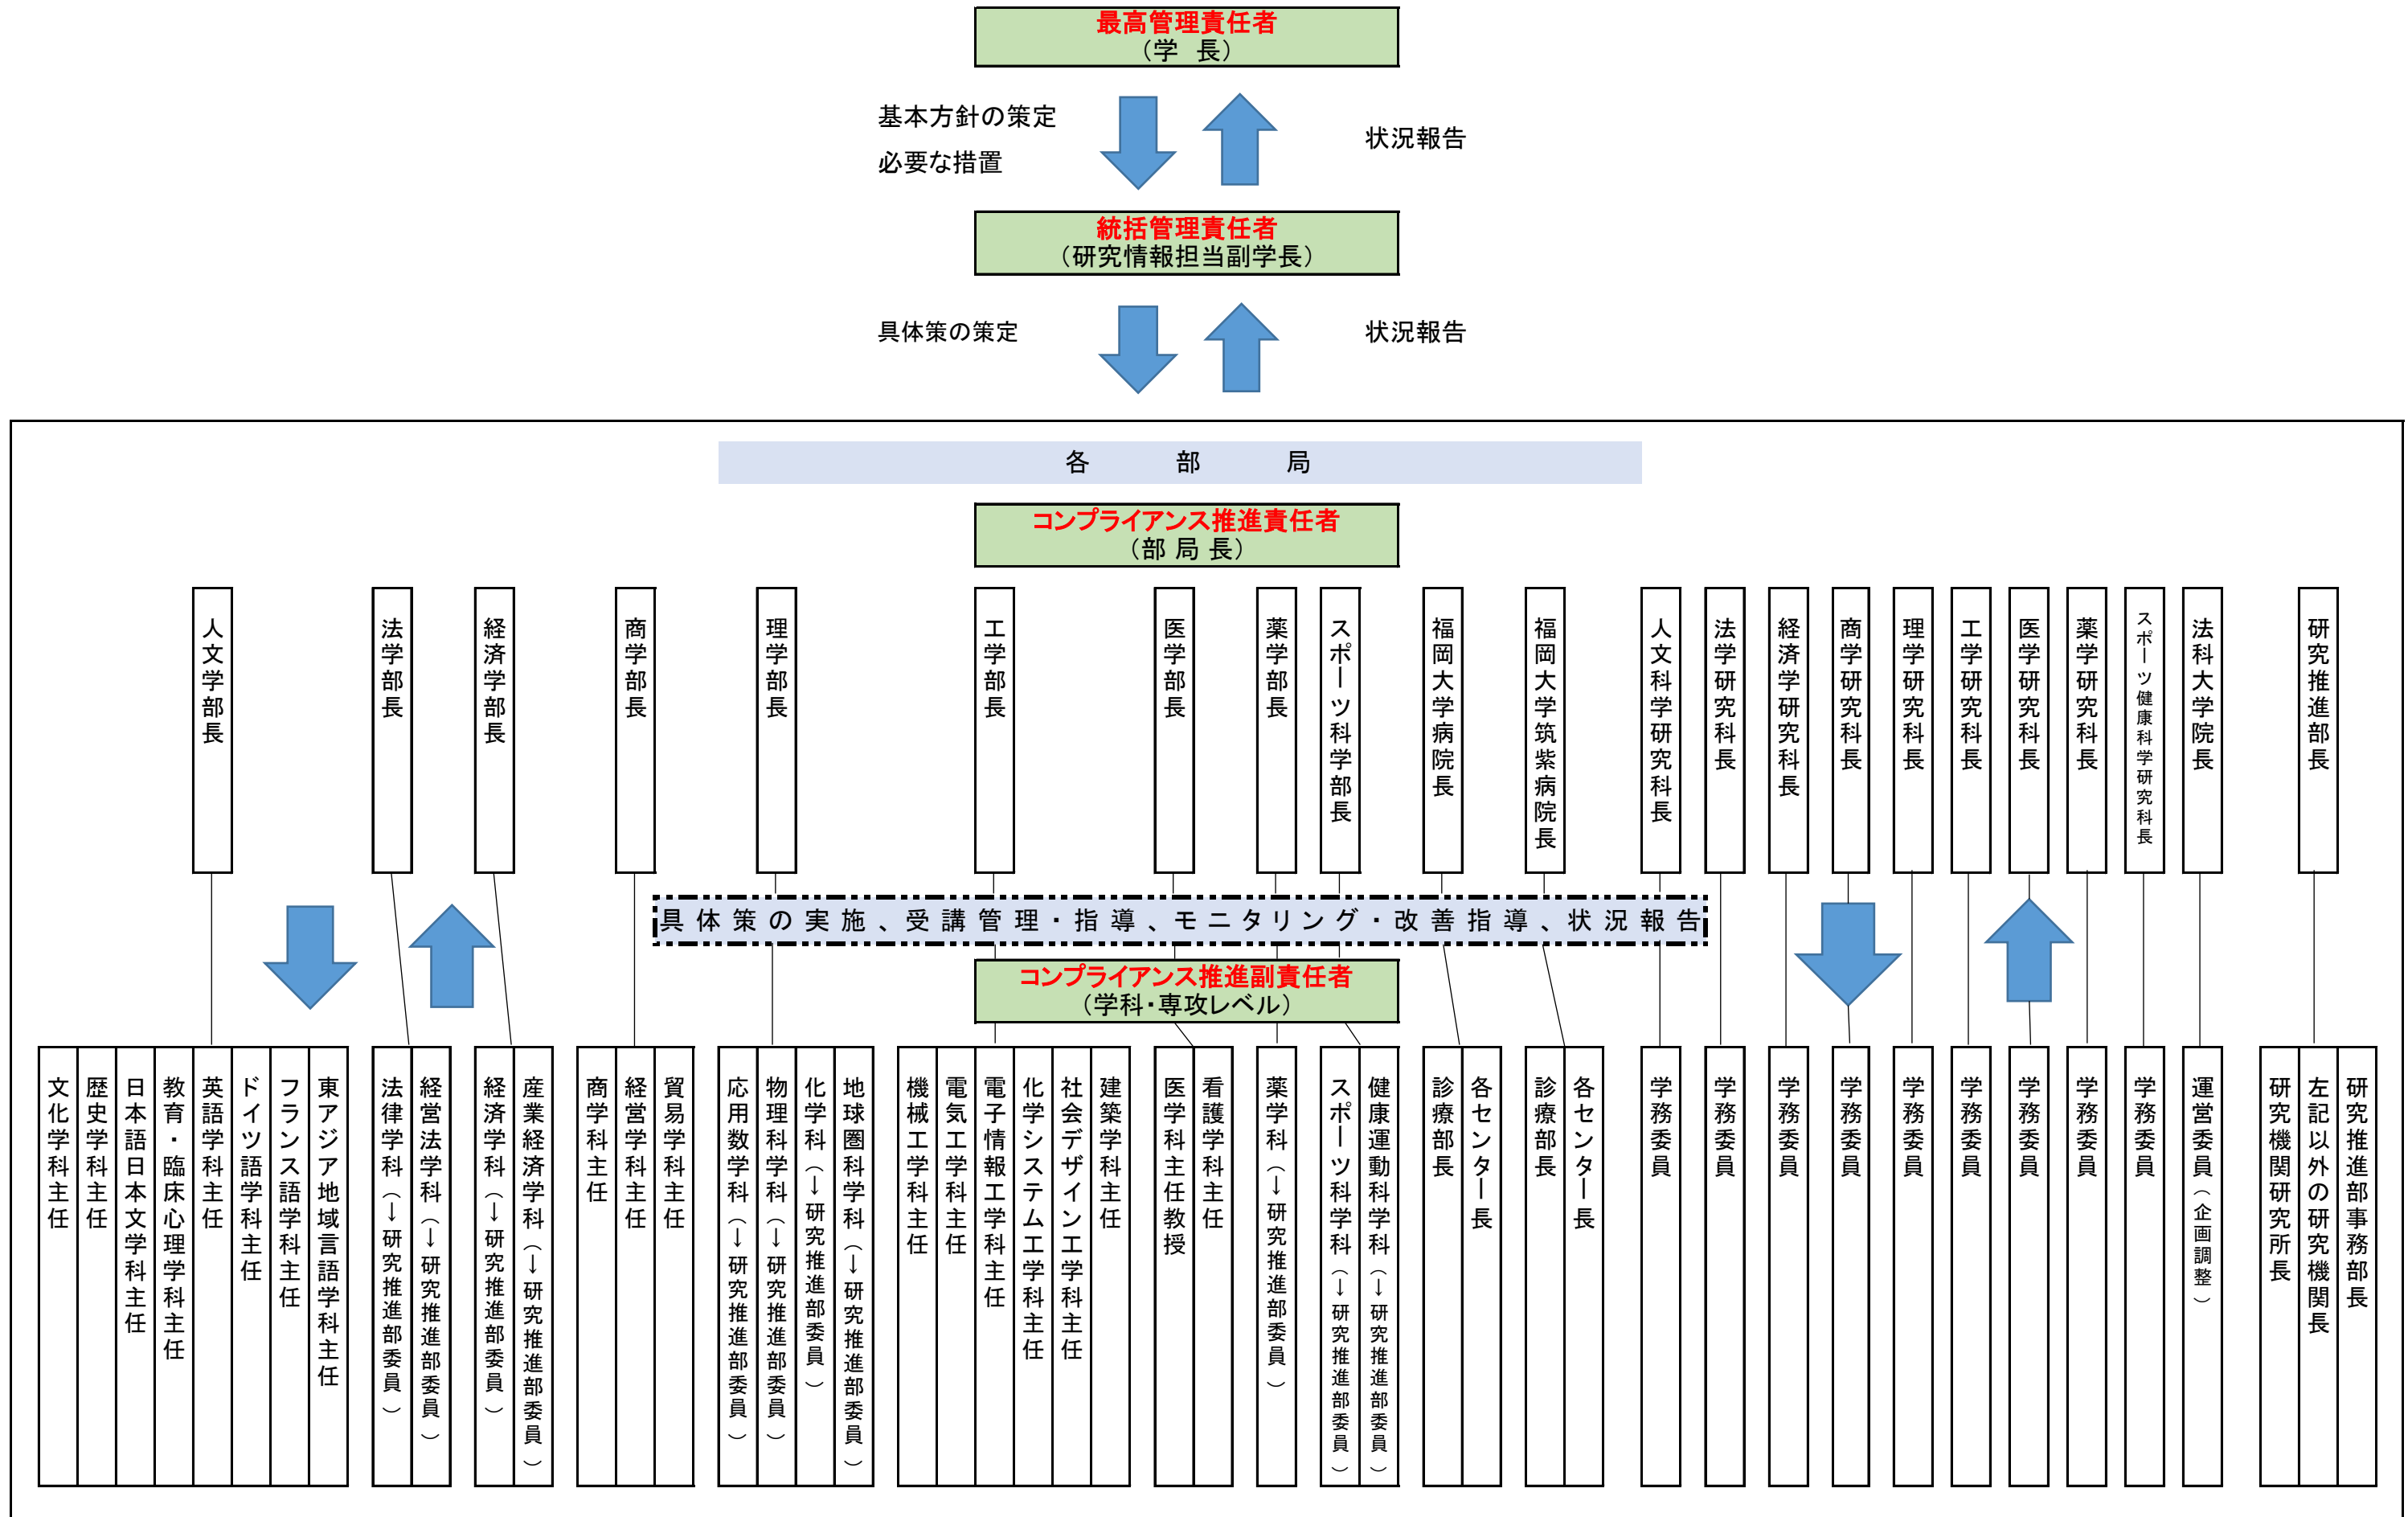 最高管理責任者
（学　長）
基本方針の策定
必要な措置
状況報告
統括管理責任者
（研究情報担当副学長）
具体策の策定
状況報告
各　部　局
コンプライアンス推進責任者
（部 局 長）
人文学部長
法学部長
経済学部長
商学部長
理学部長
工学部長
医学部長
薬学部長
スポーツ科学部長
福岡大学病院長
福岡大学筑紫病院長
人文科学研究科長
法学研究科長
経済学研究科長
商学研究科長
理学研究科長
工学研究科長
医学研究科長
薬学研究科長
スポーツ健康科学研究科長
法科大学院長
研究推進部長
具体策の実施、受講管理・指導、モニタリング・改善指導、状況報告
コンプライアンス推進副責任者
（学科・専攻レベル）
文化学科主任
歴史学科主任
日本語日本文学科主任
教育・臨床心理学科主任
英語学科主任
ドイツ語学科主任
フランス語学科主任
東アジア地域言語学科主任
法律学科（→研究推進部委員）
経営法学科（→研究推進部委員）
経済学科（→研究推進部委員）
産業経済学科（→研究推進部委員）
商学科主任
経営学科主任
貿易学科主任
応用数学科（→研究推進部委員）
物理科学科（→研究推進部委員）
化学科（→研究推進部委員）
地球圏科学科（→研究推進部委員）
機械工学科主任
電気工学科主任
電子情報工学科主任
化学システム工学科主任
社会デザイン工学科主任
建築学科主任
医学科主任教授
看護学科主任
薬学科（→研究推進部委員）
スポーツ科学科（→研究推進部委員）
健康運動科学科（→研究推進部委員）
診療部長
各センター長
診療部長
各センター長
学務委員
学務委員
学務委員
学務委員
学務委員
学務委員
学務委員
学務委員
学務委員
運営委員（企画調整）
研究機関研究所長
左記以外の研究機関長
研究推進部事務部長